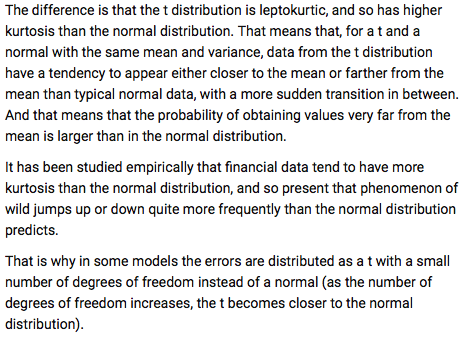 The difference is that the t distribution is leptokurtic, and so has higher
kurtosis than the normal distribution. That means that, for a t and a
normal with the same mean and variance, data from the t distribution
have a tendency to appear either closer to the mean or farther from the
mean than typical normal data, with a more sudden transition in between.
And that means that the probability of obtaining values very far from the
mean is larger than in the normal distribution.
It has been studied empirically that financial data tend to have more
kurtosis than the normal distribution, and so present that phenomenon of
wild jumps up or down quite more frequently than the normal distribution
predicts.
That is why in some models the errors are distributed as a t with a small
number of degrees of freedom instead of a normal (as the number of
degrees of freedom increases, the t becomes closer to the normal
distribution).